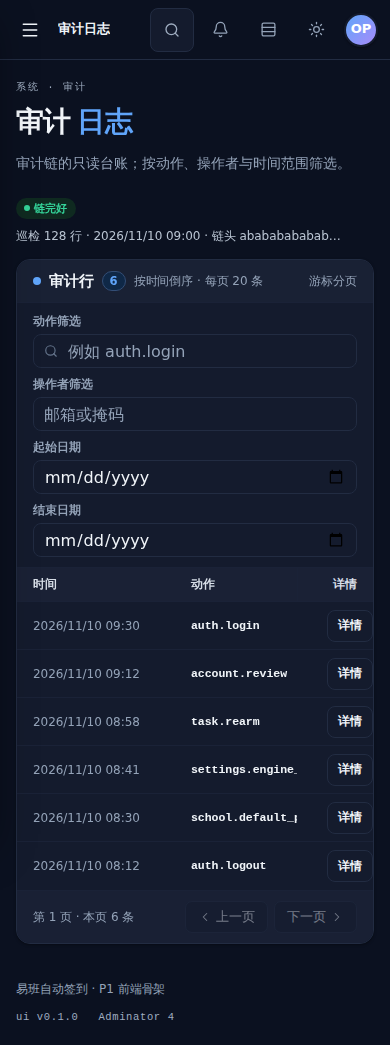 审计日志
OP
系统 · 审计
审计 日志
审计链的只读台账；按动作、操作者与时间范围筛选。
链完好
巡检 128 行 · 2026/11/10 09:00 · 链头 abababababab…
审计行 6 按时间倒序 · 每页 20 条 游标分页
动作筛选
例如 auth.login
操作者筛选
邮箱或掩码
起始日期
mm/dd/yyyy
结束日期
mm/dd/yyyy
时间 动作 详情
2026/11/10 09:30 auth.login 详情
2026/11/10 09:12 account.review 详情
2026/11/10 08:58 task.rearm 详情
2026/11/10 08:41 settings.engine_ 详情
2026/11/10 08:30 school.default_p 详情
2026/11/10 08:12 auth.logout 详情
第 1 页 · 本页 6 条 上一页 下一页
易班自动签到 · P1 前端骨架
ui v0.1.0 Adminator 4